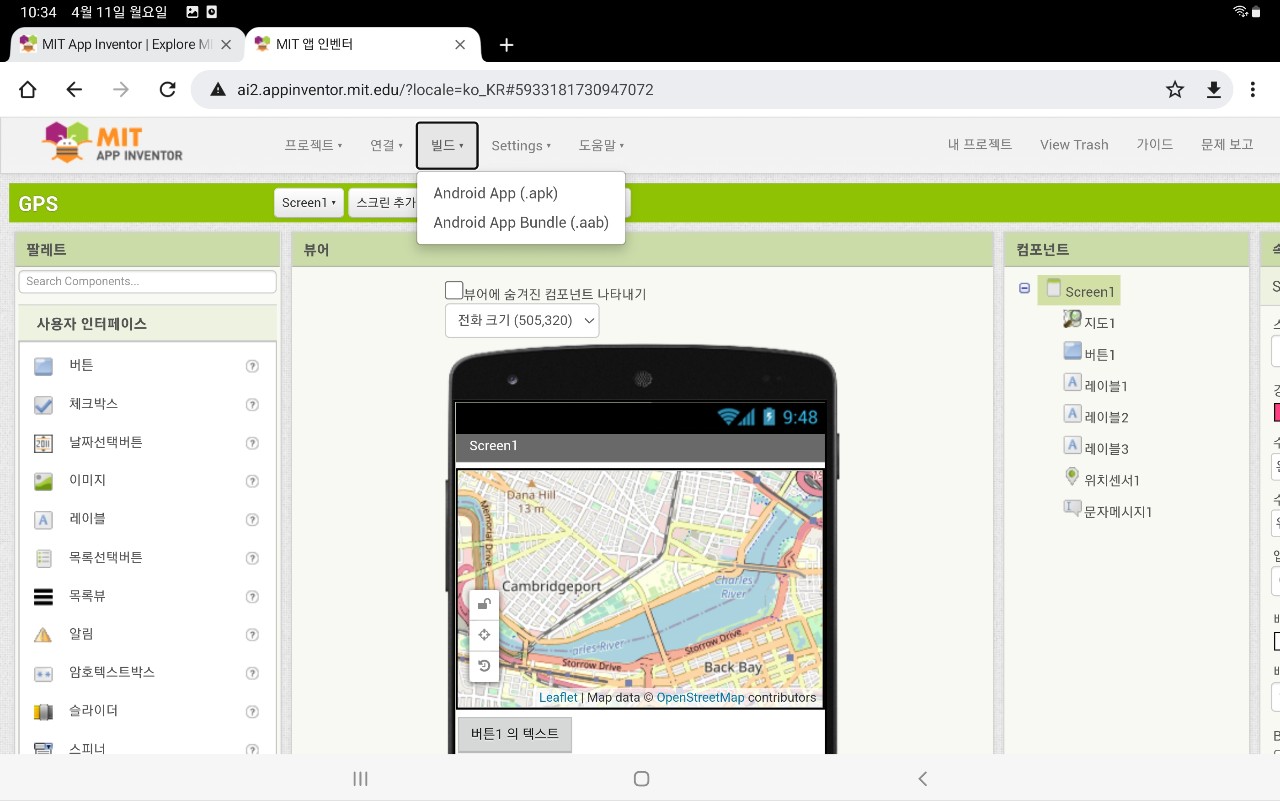 10:34 4월 11일 월요일
MIT App Inventor | Explore MI
MIT 앱 인벤터
ai2.appinventor.mit.edu/?locale=ko_KR#5933181730947072
MIT
APP INVENTOR
프로젝트 연결 빌드 Settings 도움말 내 프로젝트 View Trash 가이드 문제 보고
Android App (.apk)
Android App Bundle (.aab)
GPS Screen1 스크린 추가
팔레트
Search Components...
사용자 인터페이스
버튼
체크박스
날짜선택버튼
이미지
레이블
목록선택버튼
목록뷰
알림
암호텍스트박스
슬라이더
스피너
뷰어
뷰어에 숨겨진 컴포넌트 나타내기
전화 크기 (505,320)
9:48
Screen1
Dana Hill
13 m
Memorial Drive
Cambridgeport
Charles
River
Storrow Drive
Storrow Drive
Back Bay
Leaflet | Map data © OpenStreetMap contributors
버튼1 의 텍스트
컴포넌트
Screen1
지도1
버튼1
레이블1
레이블2
레이블3
위치센서1
문자메시지1